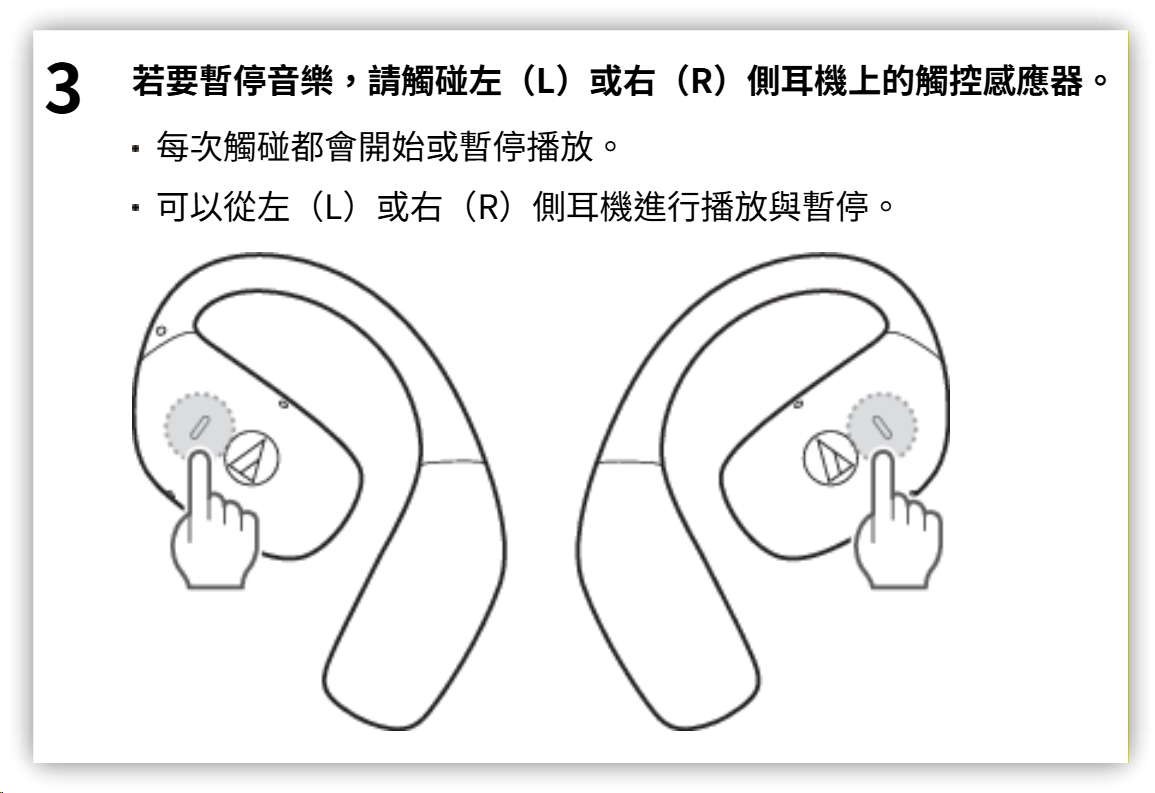 3 若要暫停音樂，請觸碰左（L）或右（R）側耳機上的觸控感應器。
▪ 每次觸碰都會開始或暫停播放。
▪ 可以從左（L）或右（R）側耳機進行播放與暫停。